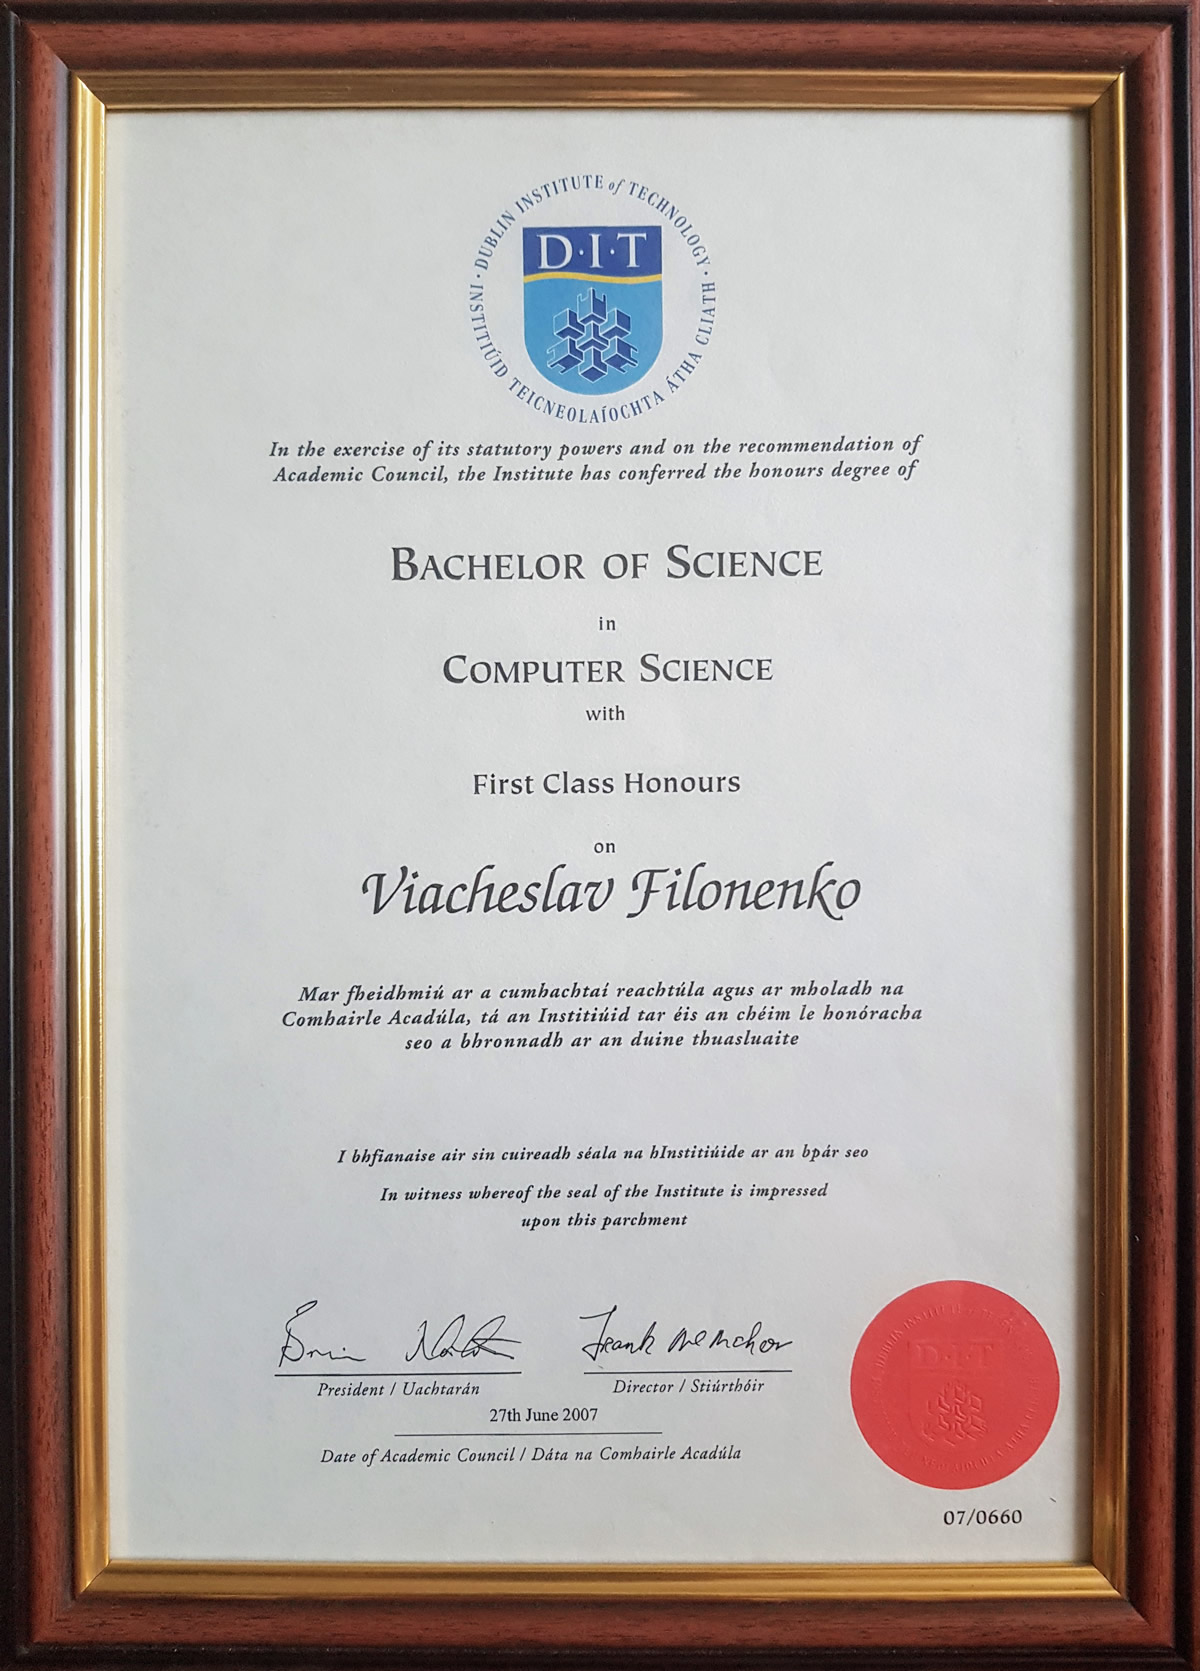 DUBLIN INSTITUTE of TECHNOLOGY · INSTITIÚID TEICNEOLAÍOCHTA ÁTHA CLIATH ·
D·I·T
In the exercise of its statutory powers and on the recommendation of
Academic Council, the Institute has conferred the honours degree of
BACHELOR OF SCIENCE
in
COMPUTER SCIENCE
with
First Class Honours
on
Viacheslav Filonenko
Mar fheidhmiú ar a cumhachtaí reachtúla agus ar mholadh na
Comhairle Acadúla, tá an Institiúid tar éis an chéim le honóracha
seo a bhronnadh ar an duine thuasluaite
I bhfianaise air sin cuireadh séala na hInstitiúide ar an bpár seo
In witness whereof the seal of the Institute is impressed
upon this parchment
President / Uachtarán
Director / Stiúrthóir
27th June 2007
Date of Academic Council / Dáta na Comhairle Acadúla
D·I·T
07/0660